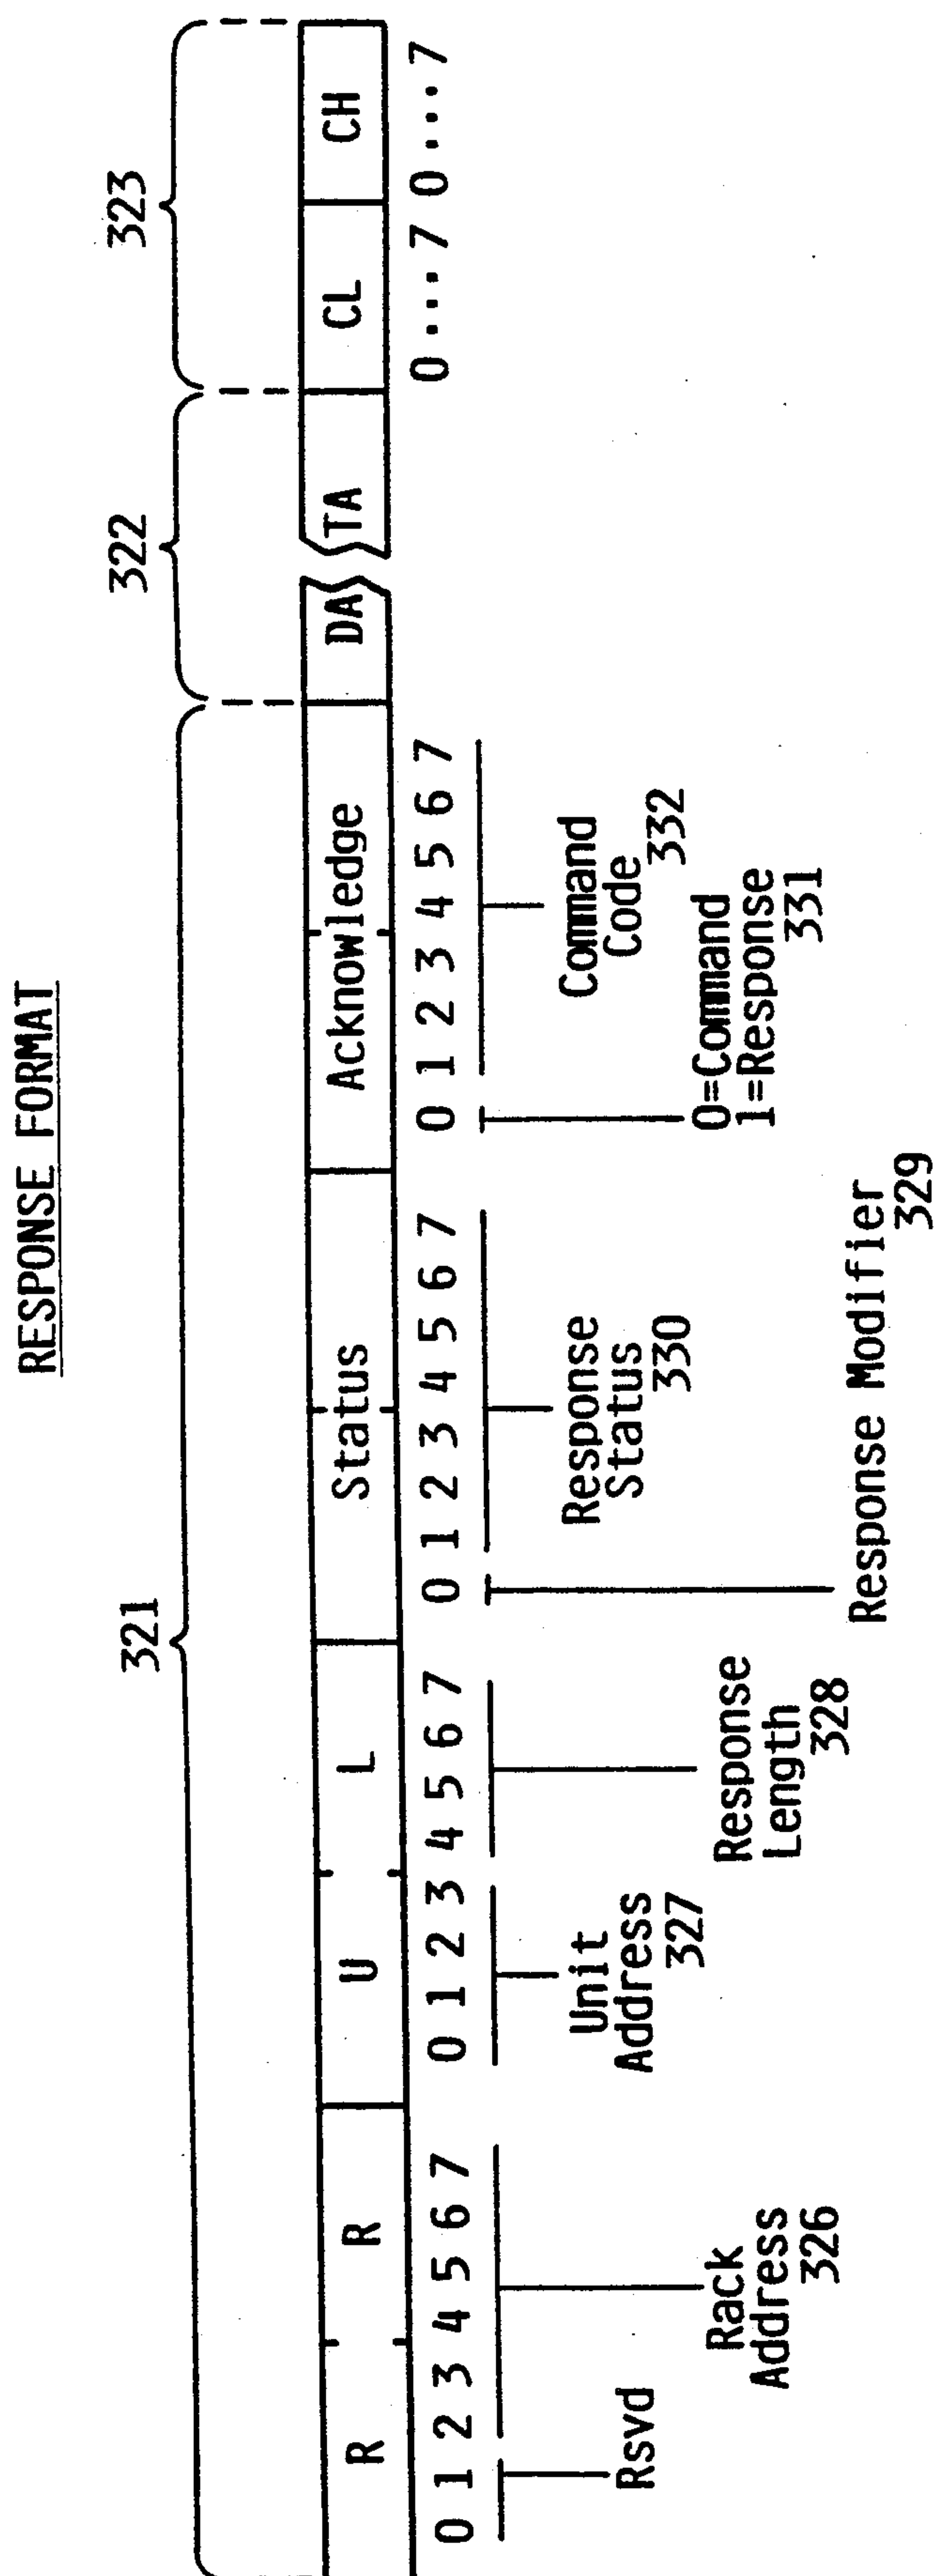 RESPONSE FORMAT
321 322 323
R R U L Status Acknowledge DA TA CL CH
0 1 2 3 4 5 6 7 0 1 2 3 4 5 6 7 0 1 2 3 4 5 6 7 0 1 2 3 4 5 6 7 0...7 0...7
Rsvd
Rack
Address
326
Unit
Address
327
Response
Length
328
Response Modifier
329
Response
Status
330
0=Command
1=Response
331
Command
Code
332